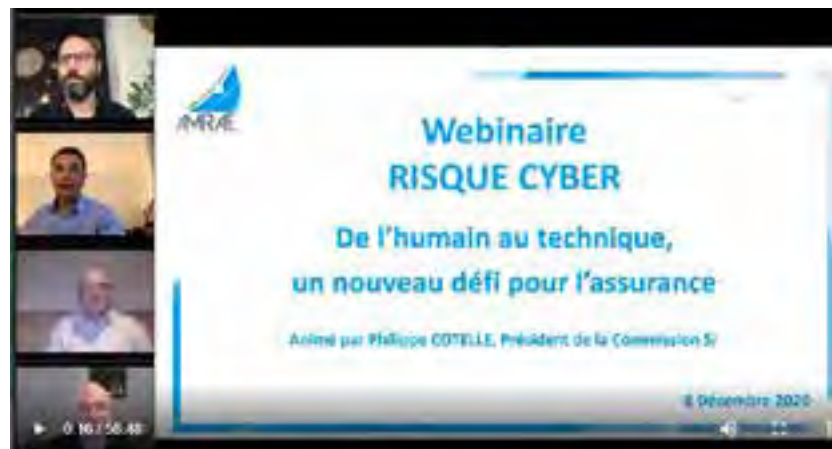 AMRAE
Webinaire
RISQUE CYBER
De l'humain au technique,
un nouveau défi pour l'assurance
Animé par Philippe COTELLE, Président de la Commission SI
8 Décembre 2020
0:16 / 56:48